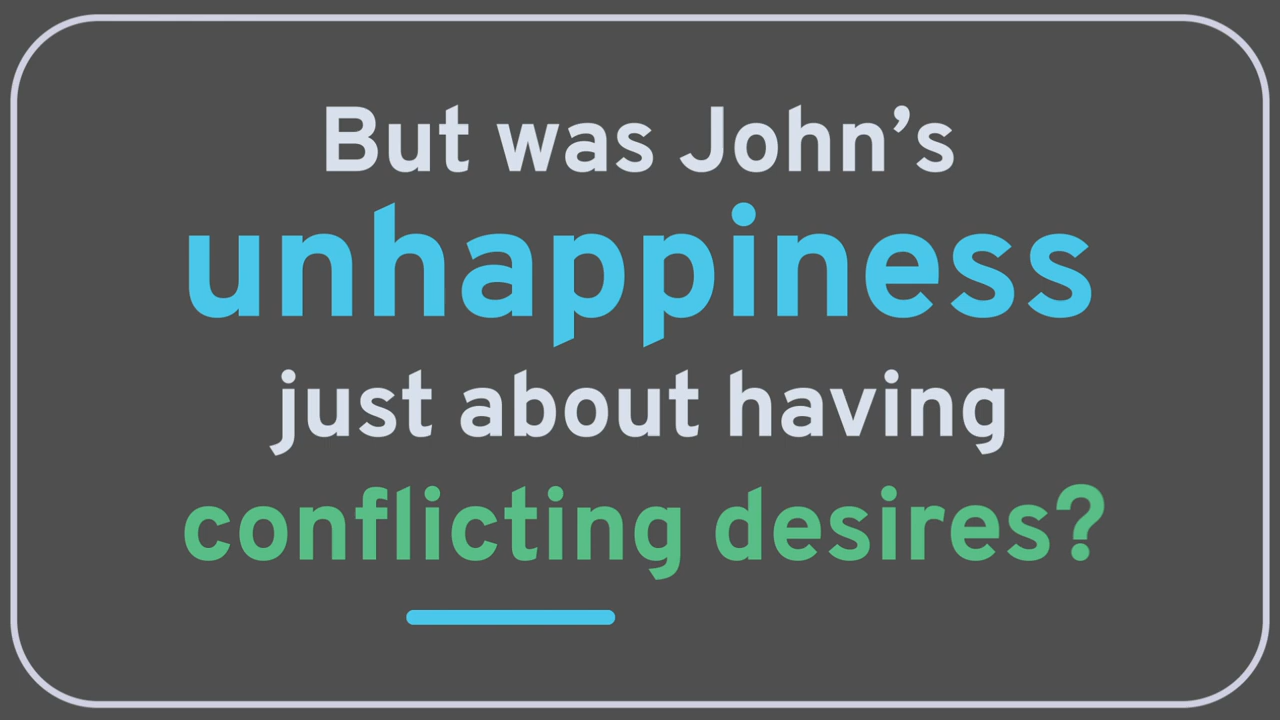 But was John’s
unhappiness
just about having
conflicting desires?